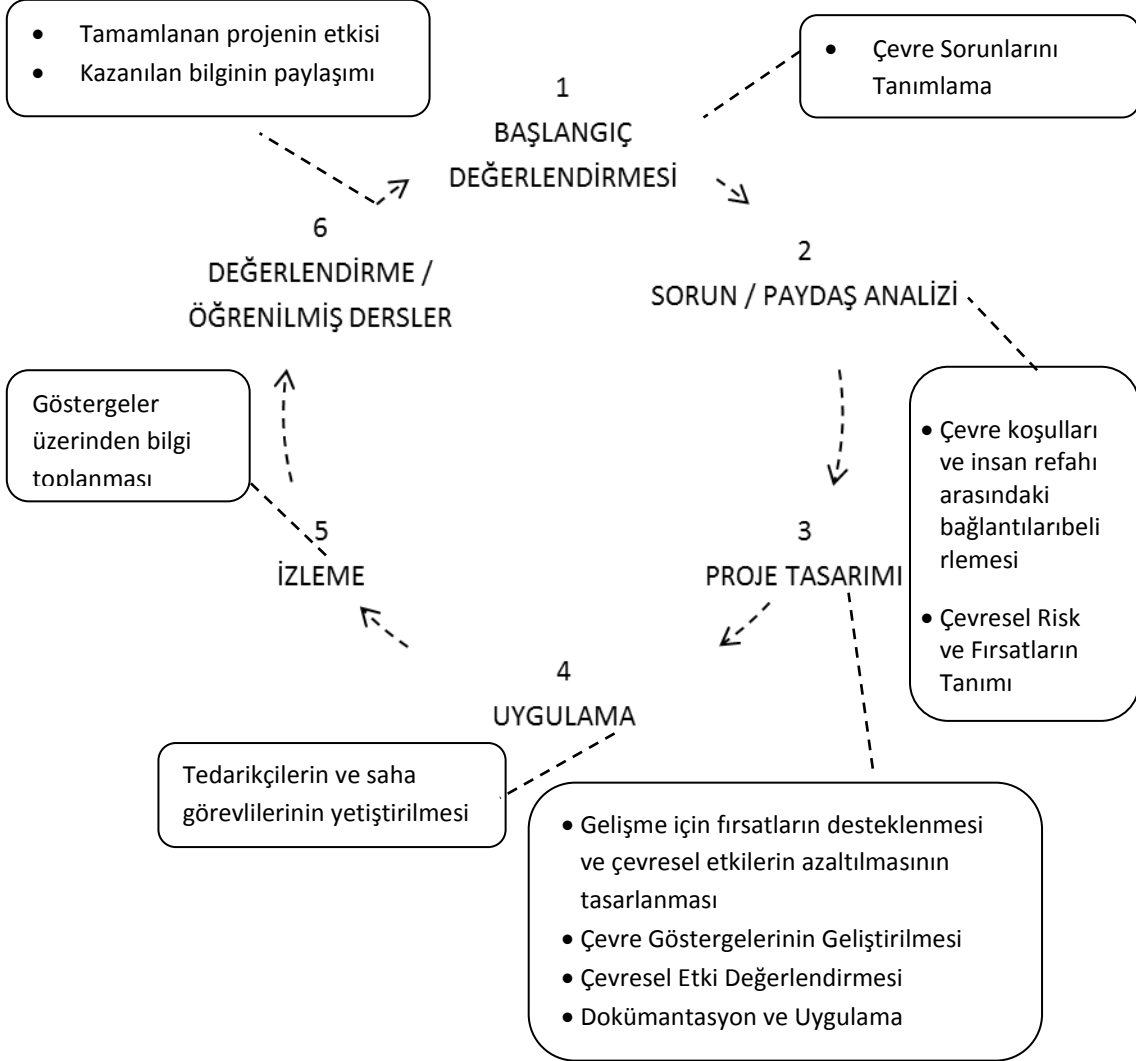 • Tamamlanan projenin etkisi
• Kazanılan bilginin paylaşımı
• Çevre Sorunlarını
Tanımlama
1
BAŞLANGIÇ
DEĞERLENDİRMESİ
2
SORUN / PAYDAŞ ANALİZİ
• Çevre koşulları
ve insan refahı
arasındaki
bağlantılarıbeli
rlemesi
• Çevresel Risk
ve Fırsatların
Tanımı
3
PROJE TASARIMI
• Gelişme için fırsatların desteklenmesi
ve çevresel etkilerin azaltılmasının
tasarlanması
• Çevre Göstergelerinin Geliştirilmesi
• Çevresel Etki Değerlendirmesi
• Dokümantasyon ve Uygulama
4
UYGULAMA
Tedarikçilerin ve saha
görevlilerinin yetiştirilmesi
5
İZLEME
Göstergeler
üzerinden bilgi
toplanması
6
DEĞERLENDİRME /
ÖĞRENİLMİŞ DERSLER